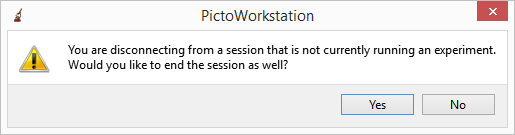 PictoWorkstation
You are disconnecting from a session that is not currently running an experiment.
Would you like to end the session as well?
Yes
No